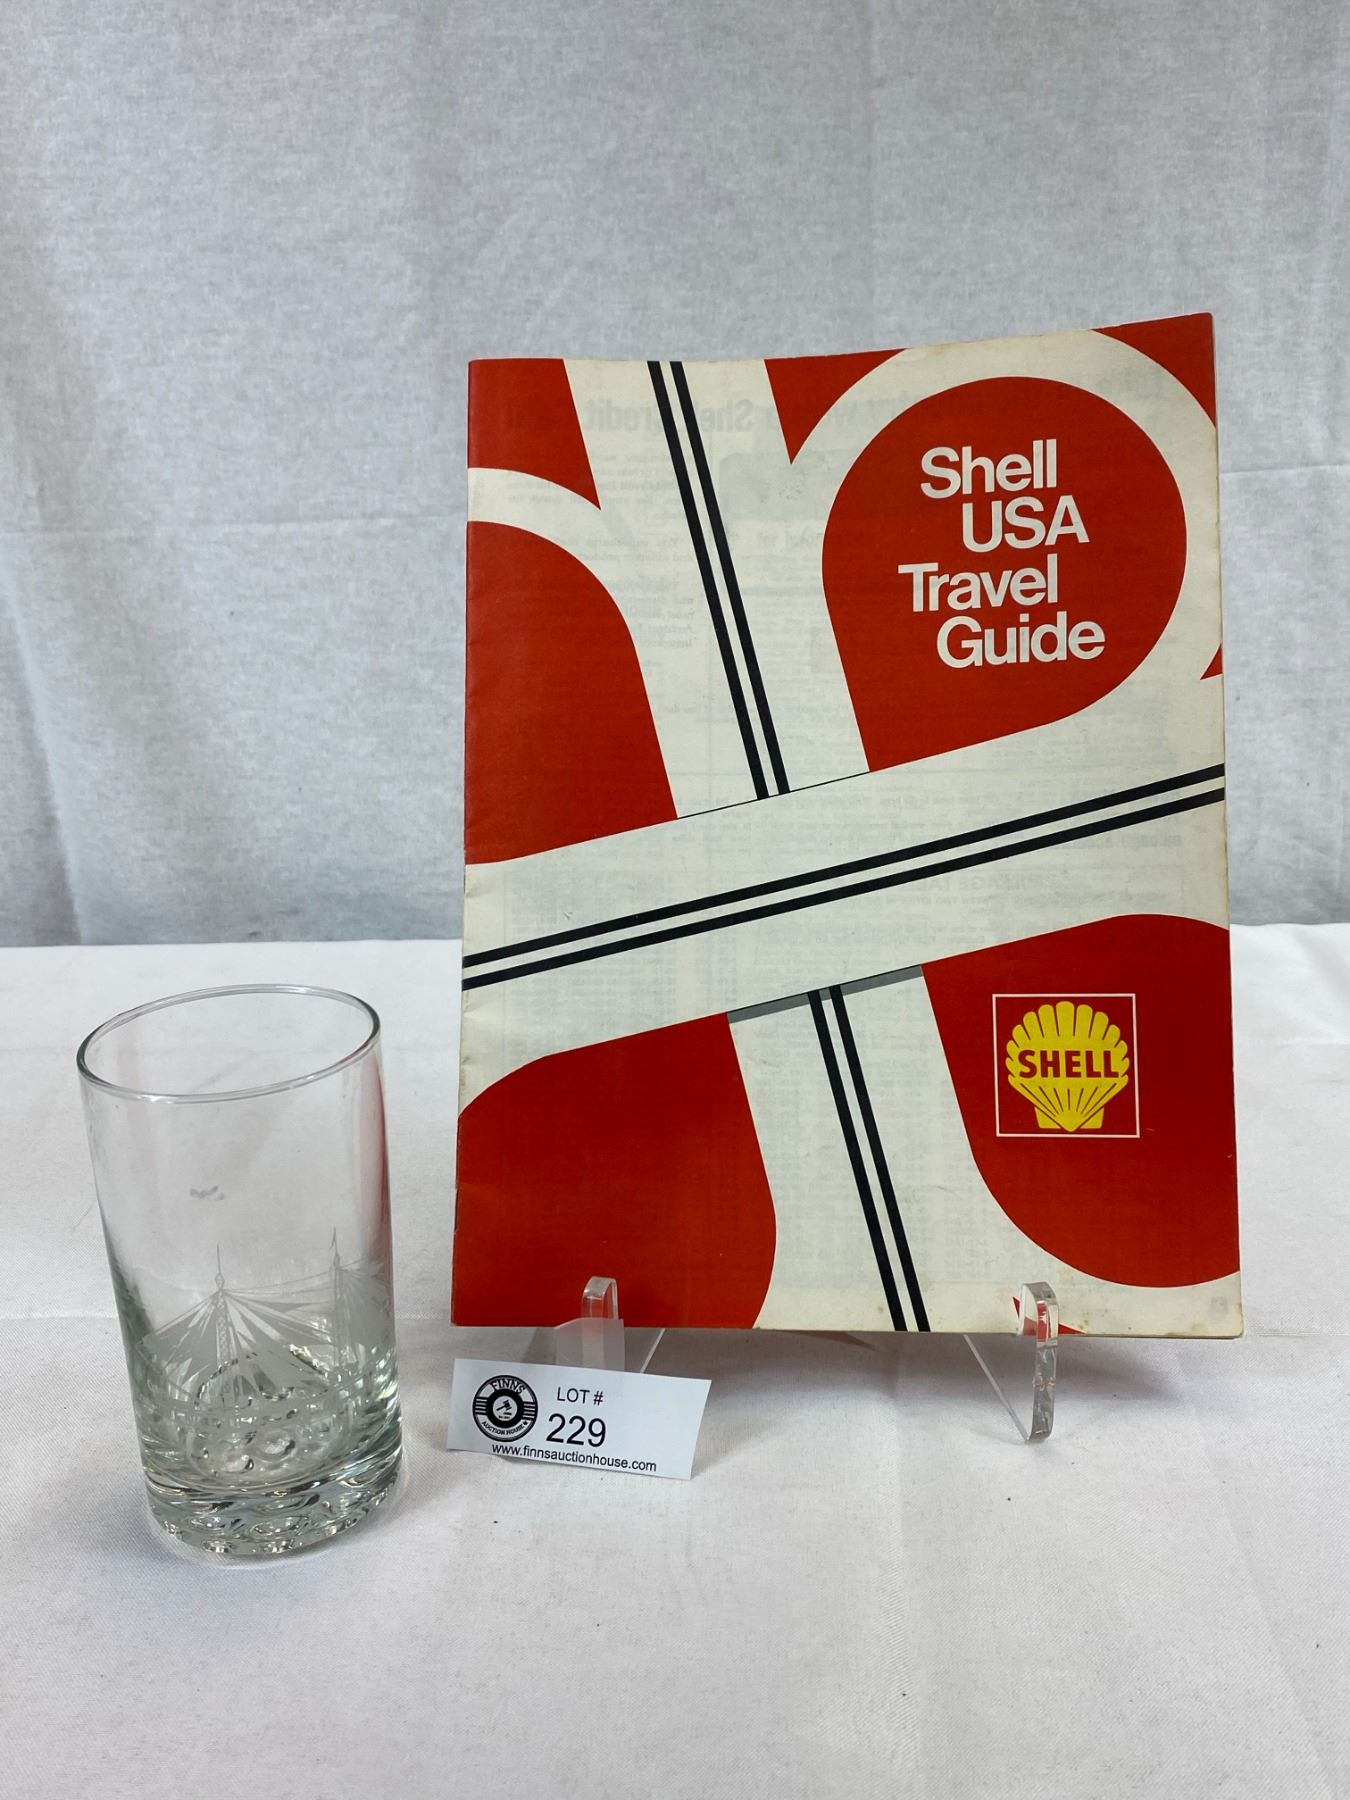 Shell
USA
Travel
Guide
SHELL
FINNS
AUCTION HOUSE
LOT #
229
www.finnsauctionhouse.com